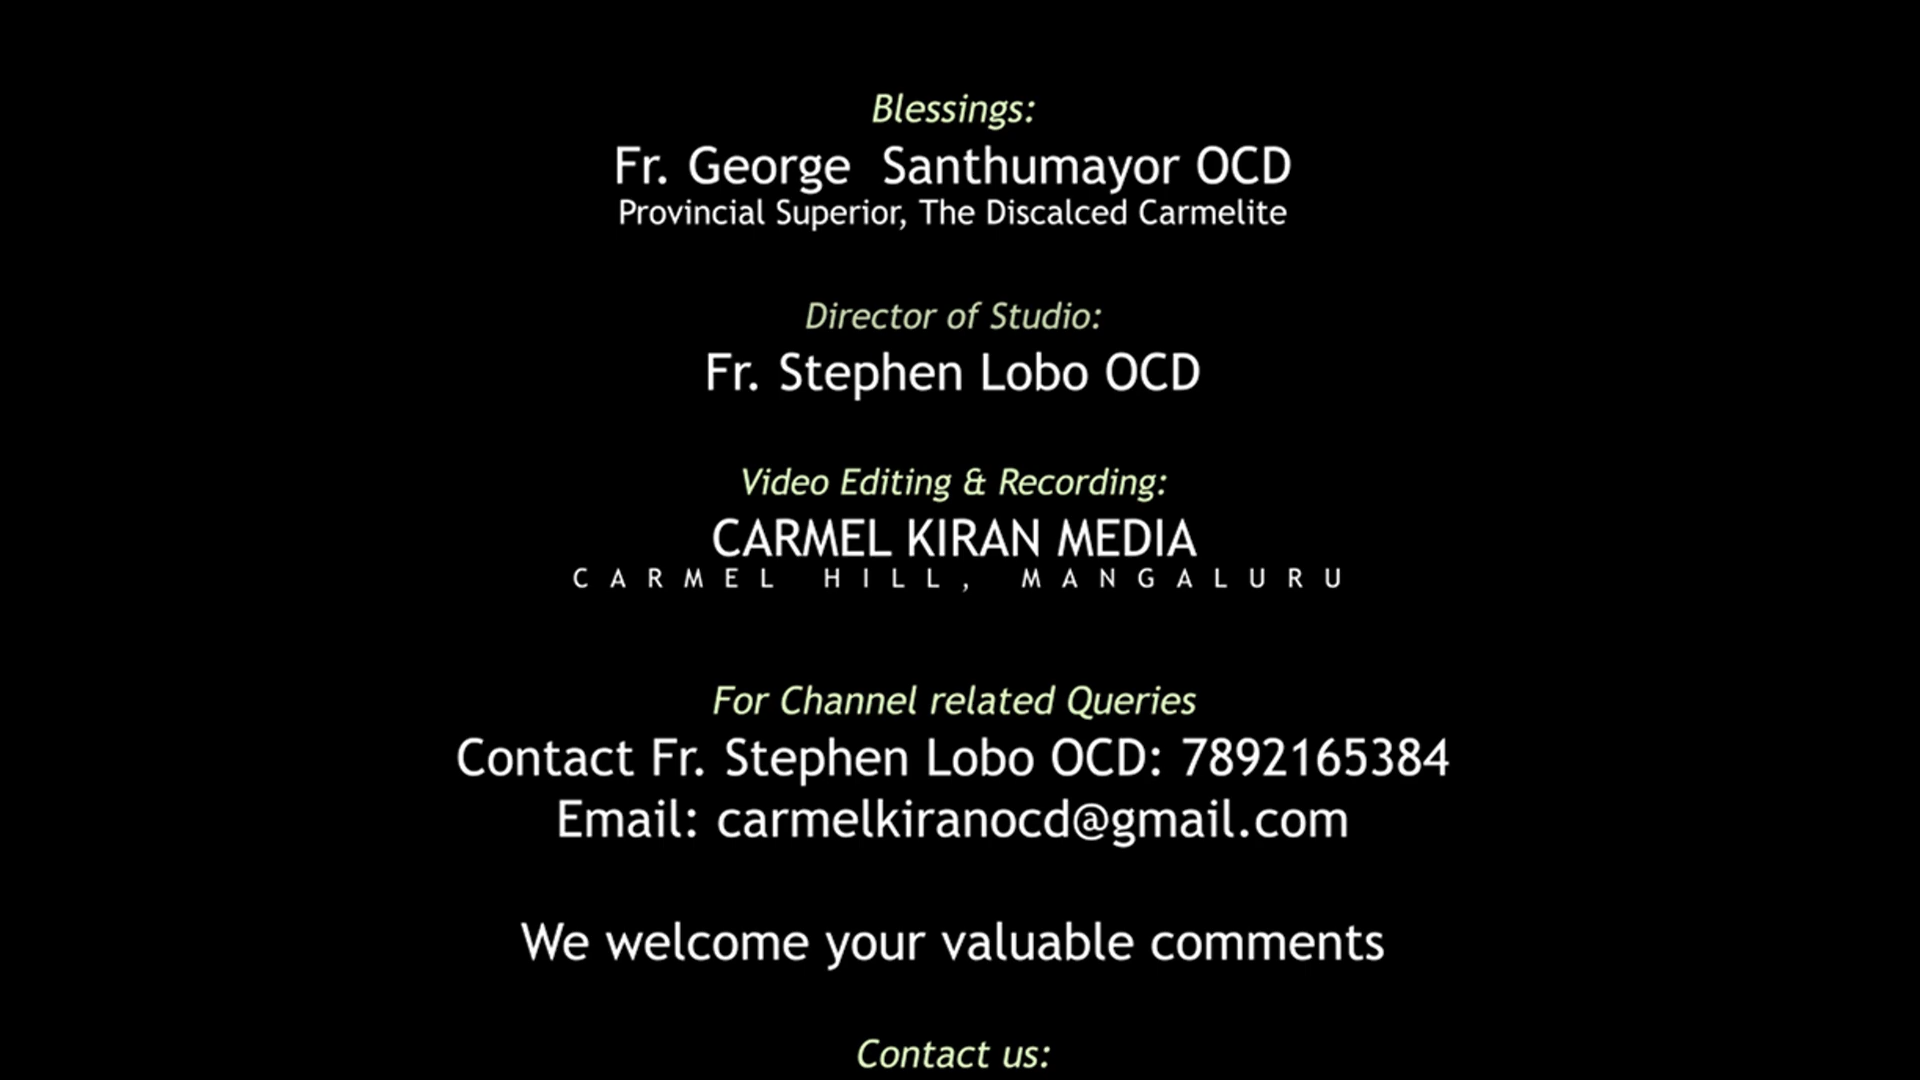 Blessings:
Fr. George  Santhumayor OCD
Provincial Superior, The Discalced Carmelite
Director of Studio:
Fr. Stephen Lobo OCD
Video Editing & Recording:
CARMEL KIRAN MEDIA
CARMEL HILL, MANGALURU
For Channel related Queries
Contact Fr. Stephen Lobo OCD: 7892165384
Email: carmelkiranocd@gmail.com
We welcome your valuable comments
Contact us: